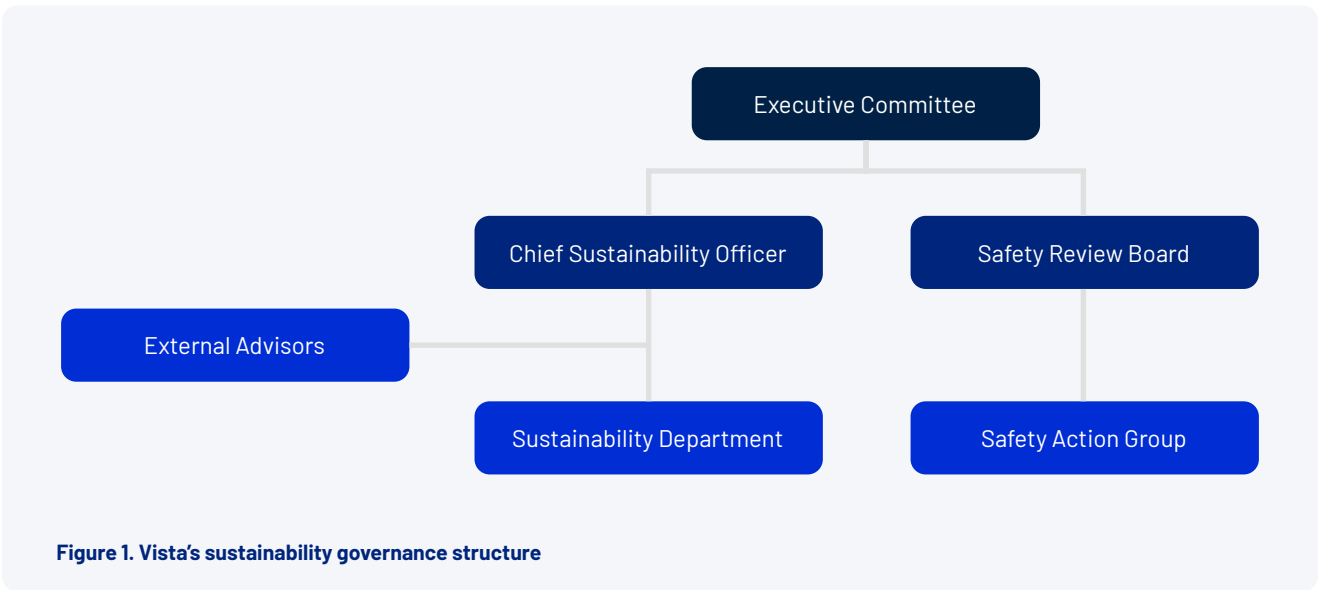 Executive Committee
Chief Sustainability Officer
Safety Review Board
External Advisors
Sustainability Department
Safety Action Group
Figure 1. Vista’s sustainability governance structure